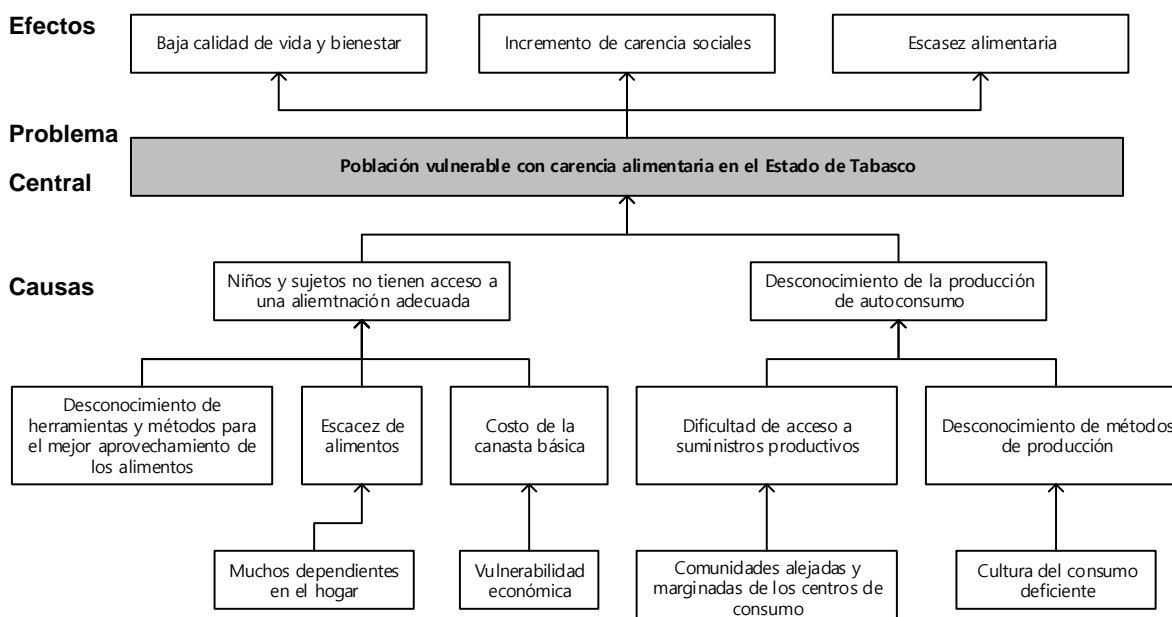 Efectos
Baja calidad de vida y bienestar
Incremento de carencia sociales
Escasez alimentaria
Problema
Central
Población vulnerable con carencia alimentaria en el Estado de Tabasco
Causas
Niños y sujetos no tienen acceso a
una aliemtnación adecuada
Desconocimiento de la producción
de autoconsumo
Desconocimiento de
herramientas y métodos para
el mejor aprovechamiento de
los alimentos
Escacez de
alimentos
Costo de la
canasta básica
Dificultad de acceso a
suministros productivos
Desconocimiento de métodos
de producción
Muchos dependientes
en el hogar
Vulnerabilidad
económica
Comunidades alejadas y
marginadas de los centros de
consumo
Cultura del consumo
deficiente